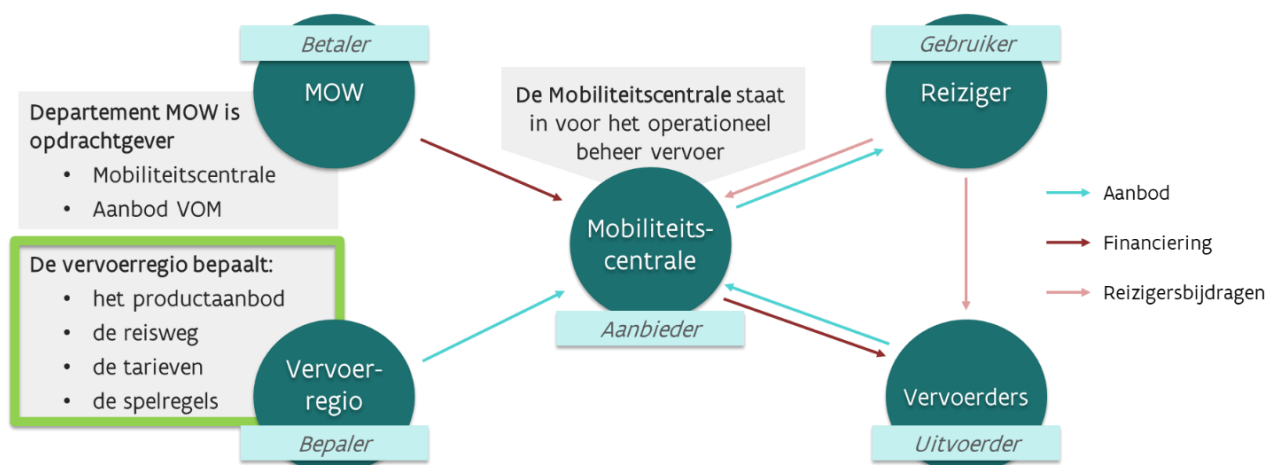 Betaler
MOW
Departement MOW is
opdrachtgever
• Mobiliteitscentrale
• Aanbod VOM
De vervoerregio bepaalt:
• het productaanbod
• de reisweg
• de tarieven
• de spelregels
Vervoer-
regio
Bepaler
De Mobiliteitscentrale staat
in voor het operationeel
beheer vervoer
Mobiliteits-
centrale
Aanbieder
Gebruiker
Reiziger
Vervoerders
Uitvoerder
Aanbod
Financiering
Reizigersbijdragen